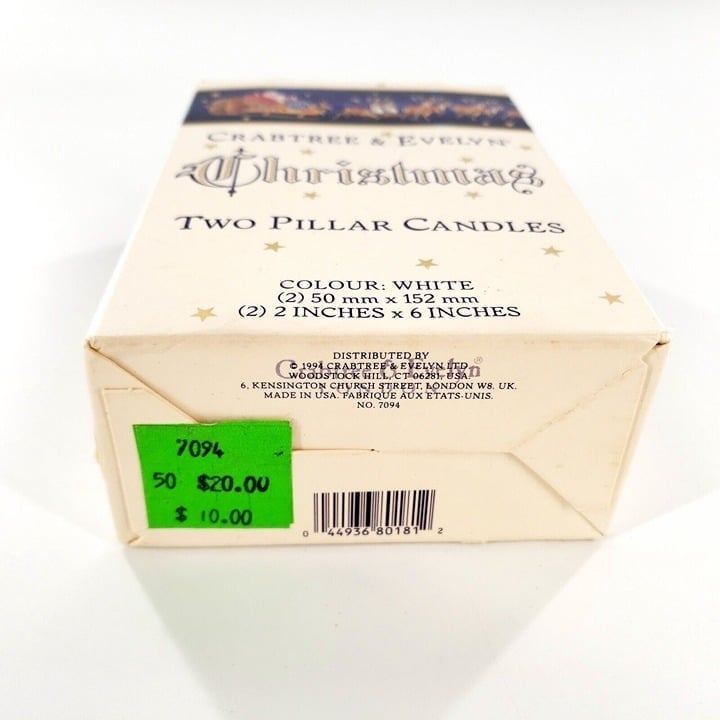 CRABTREE & EVELYN®
Christmas
TWO PILLAR CANDLES
COLOUR: WHITE
(2) 50 mm x 152 mm
(2) 2 INCHES x 6 INCHES
DISTRIBUTED BY
© 1994 CRABTREE & EVELYN LTD
WOODSTOCK HILL, CT 06281, USA
6, KENSINGTON CHURCH STREET, LONDON W8. UK.
MADE IN USA. FABRIQUE AUX ETATS-UNIS.
NO. 7094
Crabtree & Evelyn®
7094
50 $20.00
$ 10.00
0 44936 80181 2